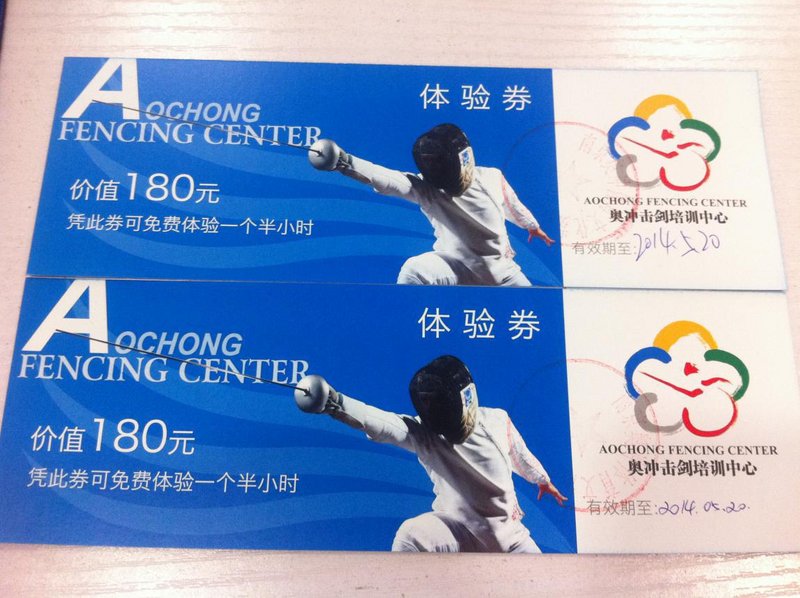 AOCHONG
FENCING CENTER
体验券
价值180元
凭此券可免费体验一个半小时
AOCHONG FENCING CENTER
奥冲击剑培训中心
有效期至:2014.5.20
AOCHONG
FENCING CENTER
体验券
价值180元
凭此券可免费体验一个半小时
AOCHONG FENCING CENTER
奥冲击剑培训中心
有效期至:2014.05.20.